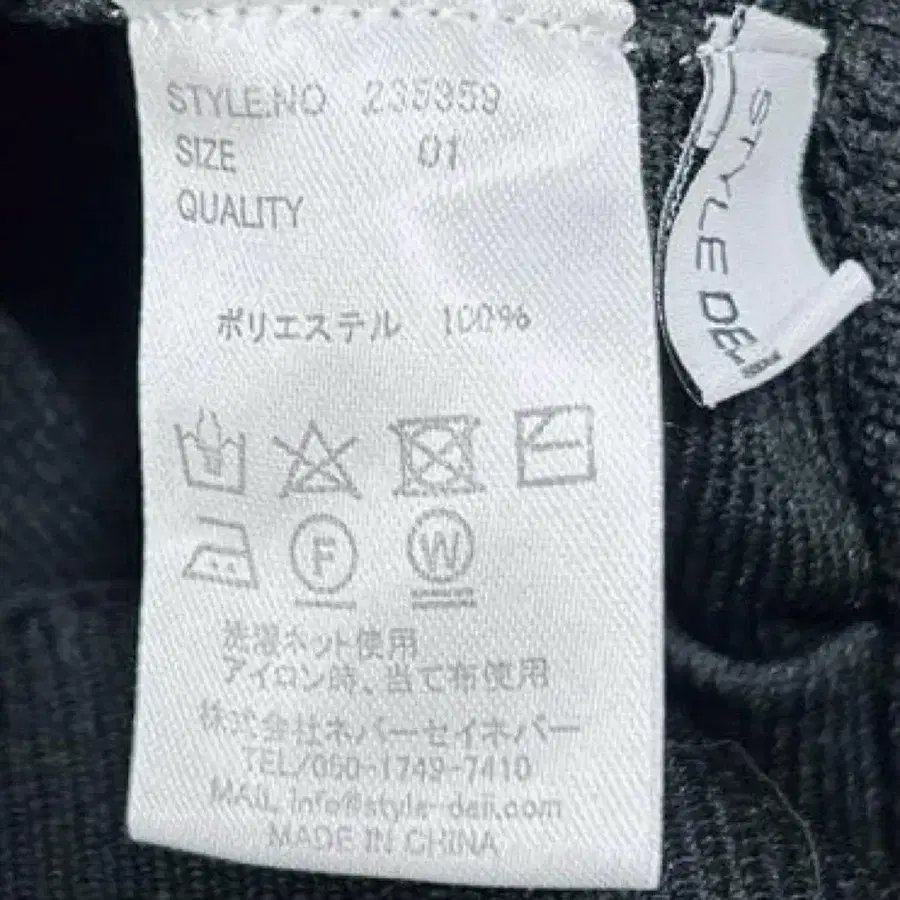 STYLE.NO 235359
SIZE 01
QUALITY
ポリエステル 100%
F W
洗濯ネット使用
アイロン時、当て布使用
株式会社ネバーセイネバー
TEL/050-1749-7410
MAIL info@style-deli.com
MADE IN CHINA
STYLE DE